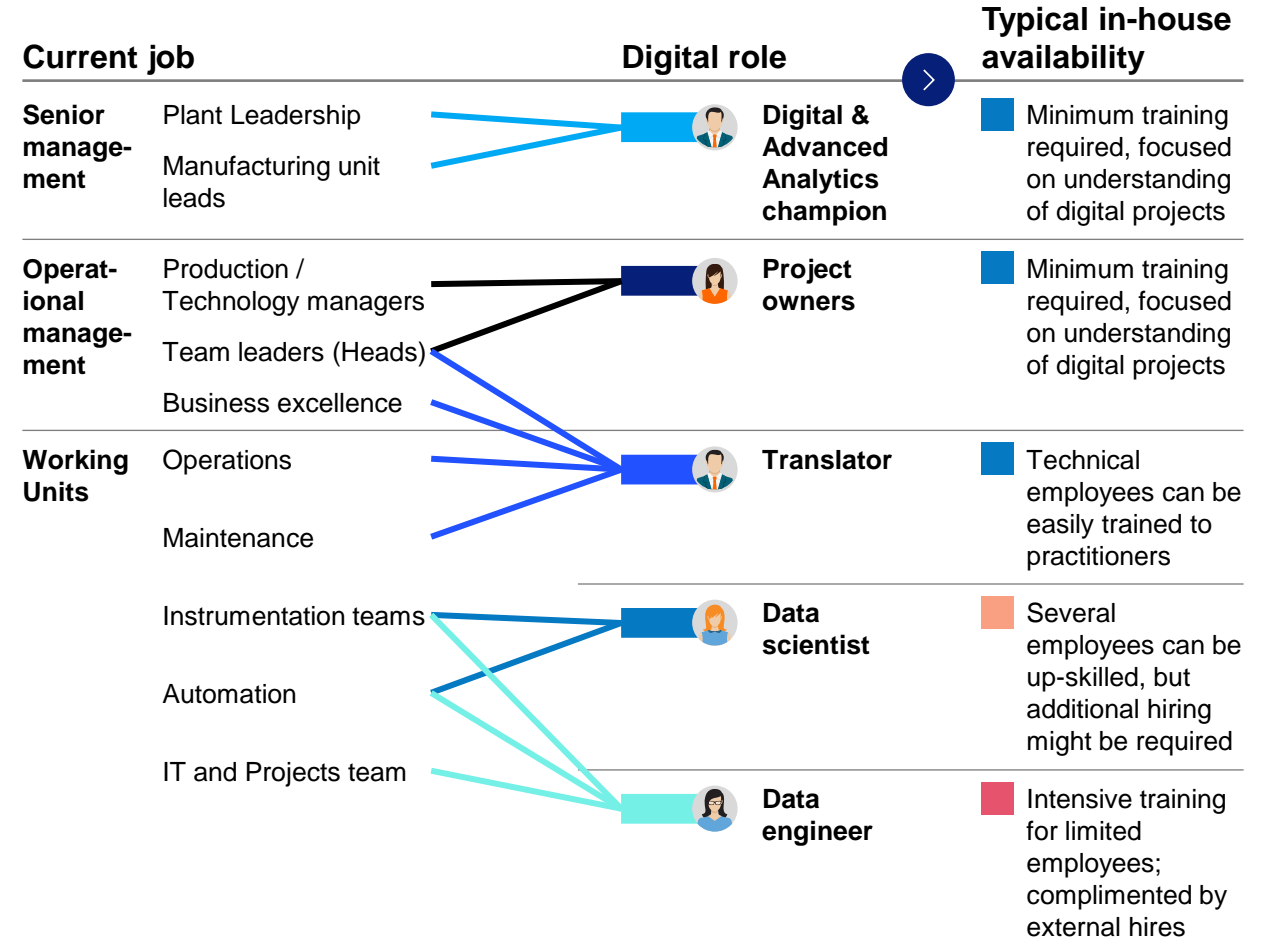 Current job
Digital role
Typical in-house
availability
Senior
manage-
ment
Plant Leadership
Manufacturing unit
leads
Digital &
Advanced
Analytics
champion
Minimum training
required, focused
on understanding
of digital projects
Operat-
ional
manage-
ment
Production /
Technology managers
Team leaders (Heads)
Business excellence
Project
owners
Minimum training
required, focused
on understanding
of digital projects
Working
Units
Operations
Maintenance
Instrumentation teams
Automation
IT and Projects team
Translator
Technical
employees can be
easily trained to
practitioners
Data
scientist
Several
employees can be
up-skilled, but
additional hiring
might be required
Data
engineer
Intensive training
for limited
employees;
complimented by
external hires